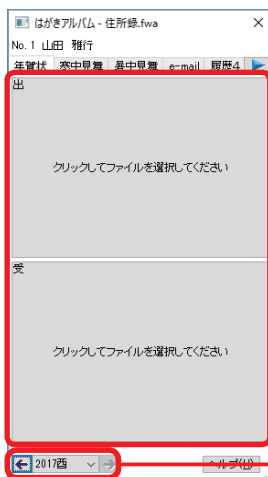 はがきアルバム - 住所録.fwa
No. 1 山田 雅行
年賀状 寒中見舞 暑中見舞 e-mail 履歴4
出
クリックしてファイルを選択してください
受
クリックしてファイルを選択してください
2017酉 ヘルプ(H)